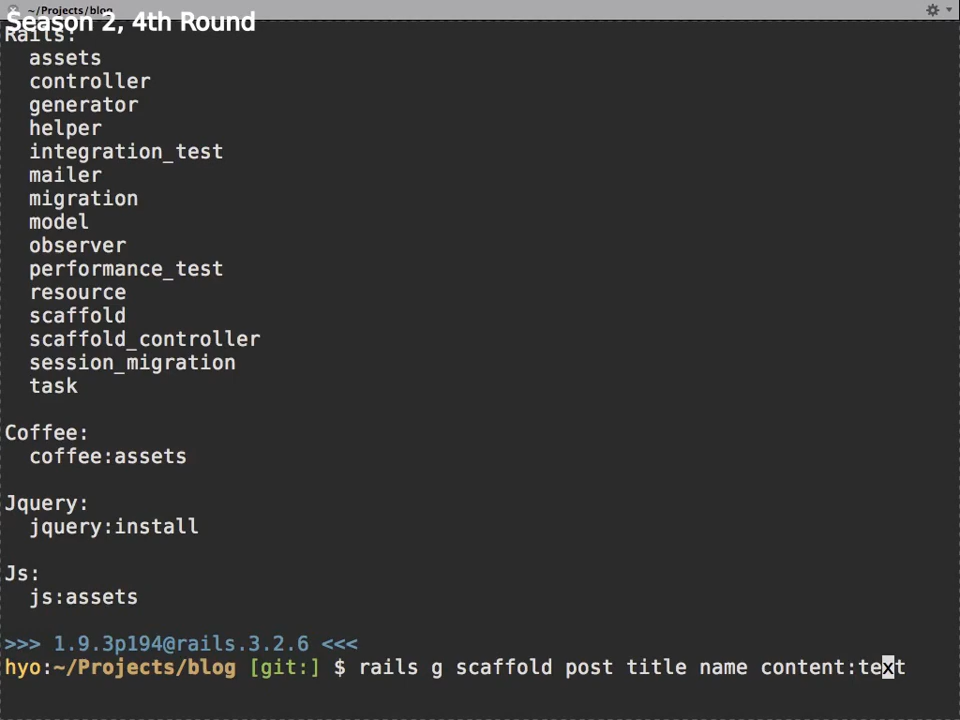 ~/Projects/blog
Season 2, 4th Round
Rails:
assets
controller
generator
helper
integration_test
mailer
migration
model
observer
performance_test
resource
scaffold
scaffold_controller
session_migration
task
Coffee:
coffee:assets
Jquery:
jquery:install
Js:
js:assets
>>> 1.9.3p194@rails.3.2.6 <<<
hyo:~/Projects/blog [git:] $ rails g scaffold post title name content:text